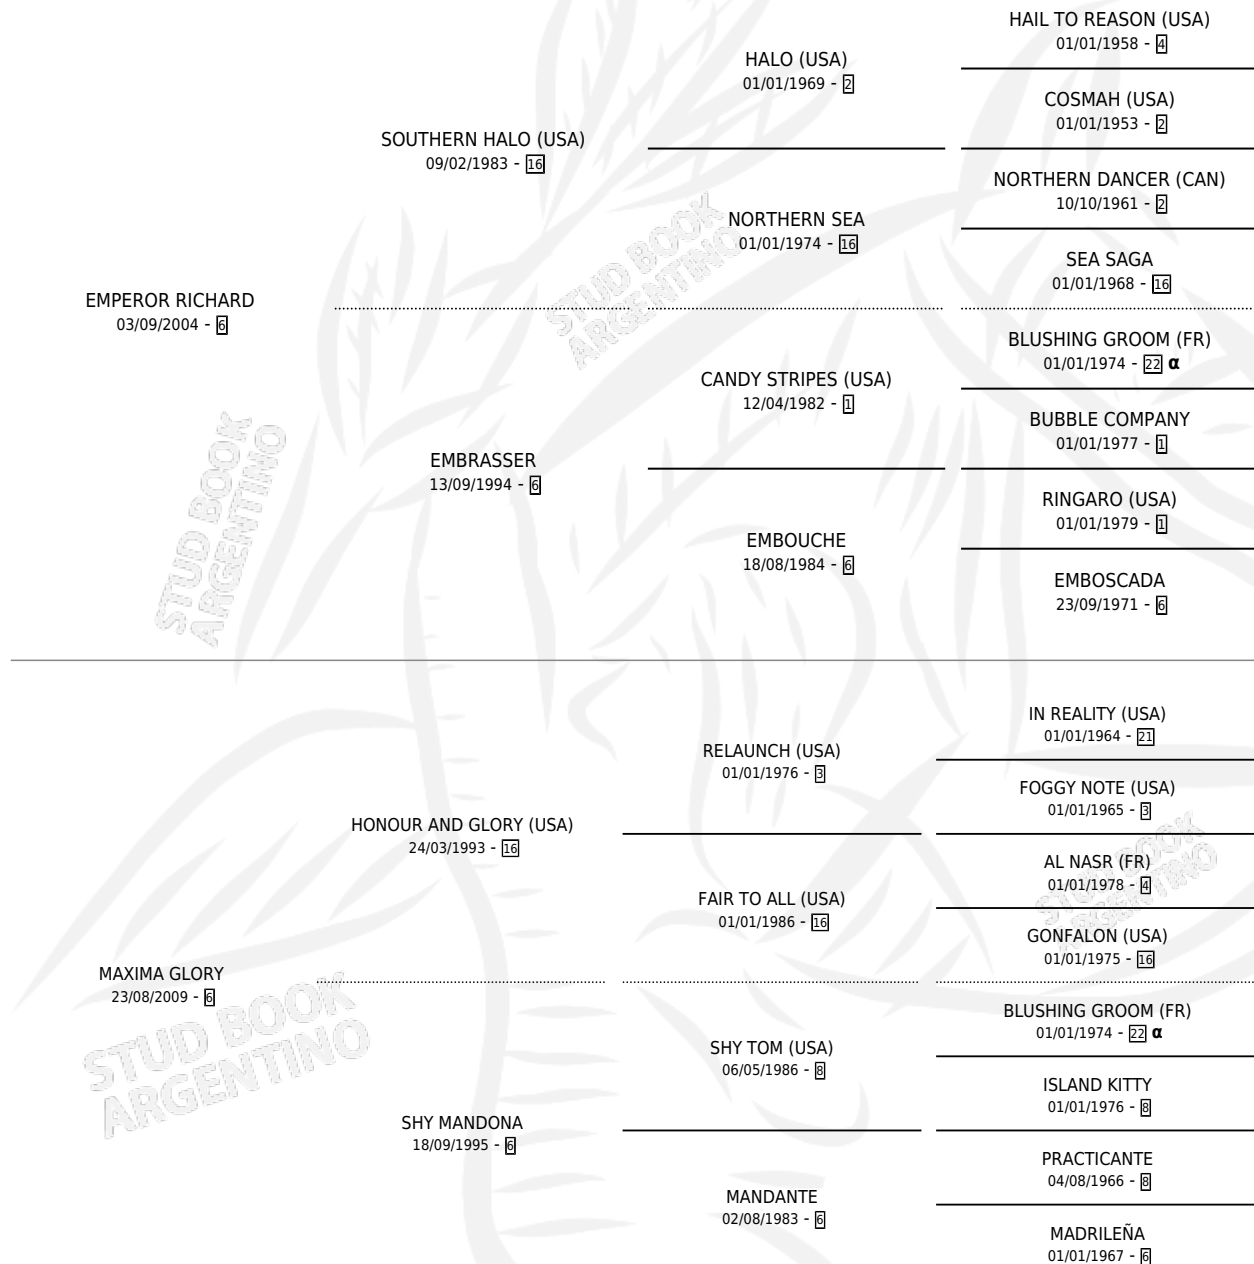 HAIL TO REASON (USA)
01/01/1958 - 4
HALO (USA)
01/01/1969 - 2
COSMAH (USA)
01/01/1953 - 2
SOUTHERN HALO (USA)
09/02/1983 - 16
NORTHERN DANCER (CAN)
10/10/1961 - 2
NORTHERN SEA
01/01/1974 - 16
SEA SAGA
01/01/1968 - 16
EMPEROR RICHARD
03/09/2004 - 6
STUD BOOK
ARGENTINO
BLUSHING GROOM (FR)
01/01/1974 - 22 α
CANDY STRIPES (USA)
12/04/1982 - 1
BUBBLE COMPANY
01/01/1977 - 1
EMBRASSER
13/09/1994 - 6
RINGARO (USA)
01/01/1979 - 1
EMBOUCHE
18/08/1984 - 6
EMBOSCADA
23/09/1971 - 6
STUD BOOK
ARGENTINO
IN REALITY (USA)
01/01/1964 - 21
RELAUNCH (USA)
01/01/1976 - 3
FOGGY NOTE (USA)
01/01/1965 - 3
HONOUR AND GLORY (USA)
24/03/1993 - 16
AL NASR (FR)
01/01/1978 - 4
STUD BOOK
ARGENTINO
FAIR TO ALL (USA)
01/01/1986 - 16
GONFALON (USA)
01/01/1975 - 16
MAXIMA GLORY
23/08/2009 - 6
BLUSHING GROOM (FR)
01/01/1974 - 22 α
STUD BOOK
ARGENTINO
SHY TOM (USA)
06/05/1986 - 8
ISLAND KITTY
01/01/1976 - 8
SHY MANDONA
18/09/1995 - 6
PRACTICANTE
04/08/1966 - 8
MANDANTE
02/08/1983 - 6
MADRILEÑA
01/01/1967 - 6